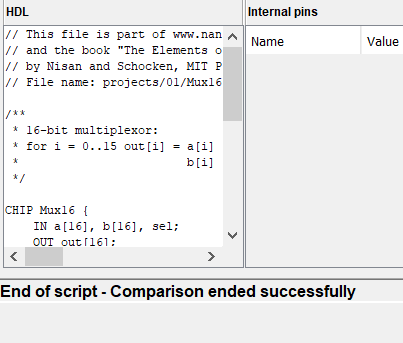 HDL
Internal pins
// This file is part of www.nan
// and the book "The Elements o
// by Nisan and Schocken, MIT P
// File name: projects/01/Mux16
/**
* 16-bit multiplexor:
* for i = 0..15 out[i] = a[i]
* b[i]
*/
CHIP Mux16 {
IN a[16], b[16], sel;
OUT out[16];
Name
Value
End of script - Comparison ended successfully